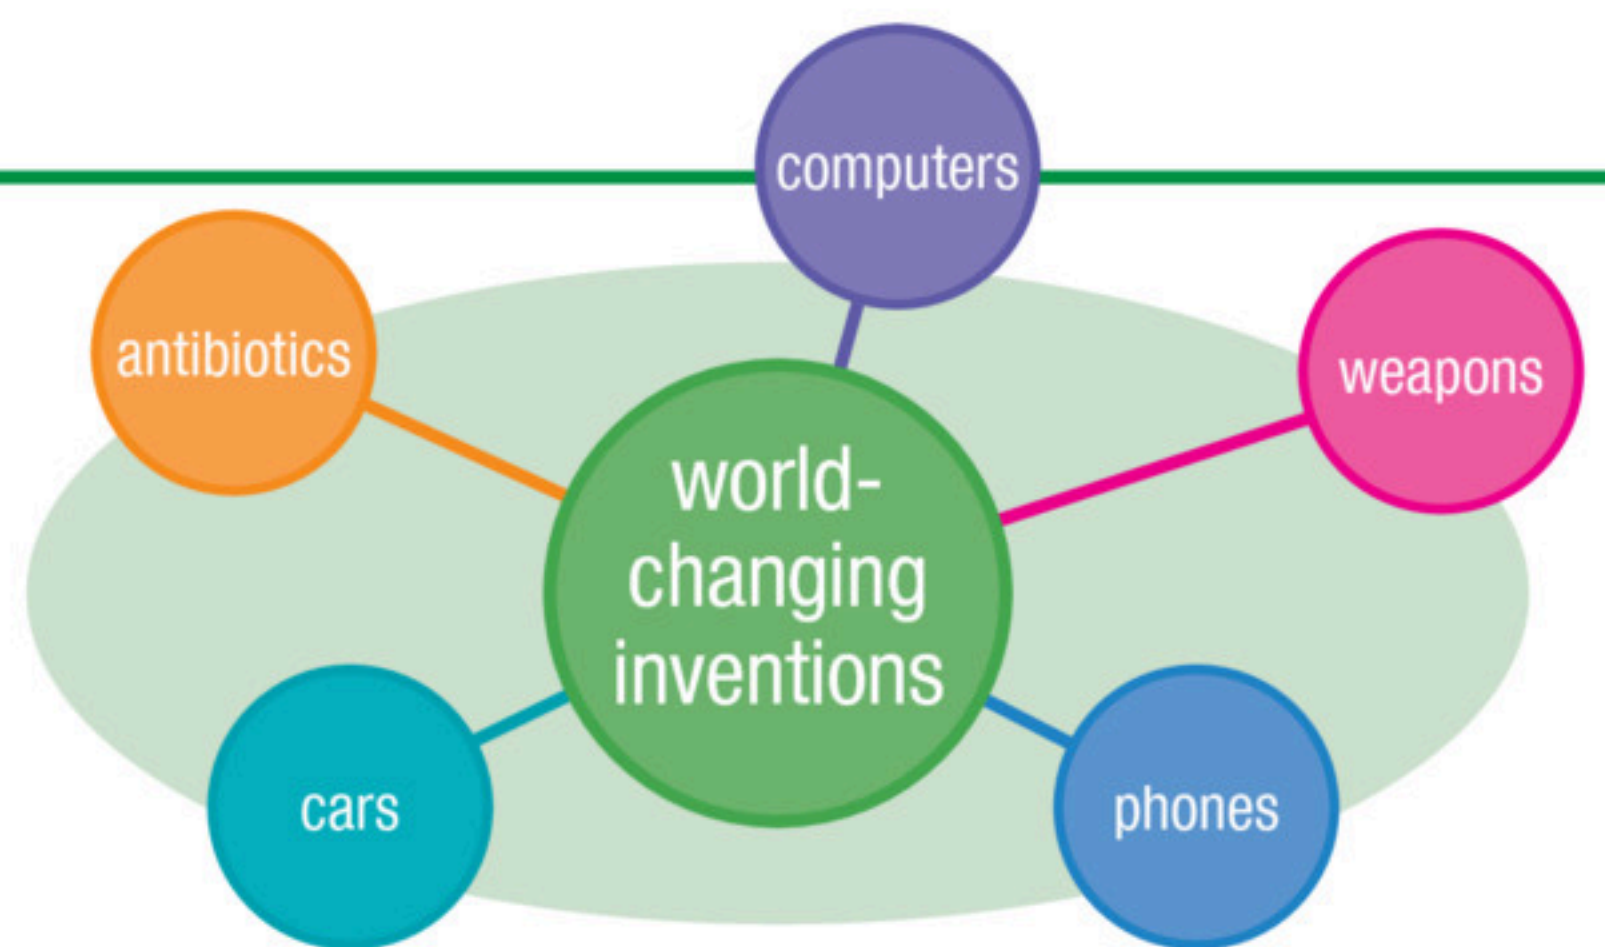 computers
antibiotics
weapons
world-
changing
inventions
cars
phones